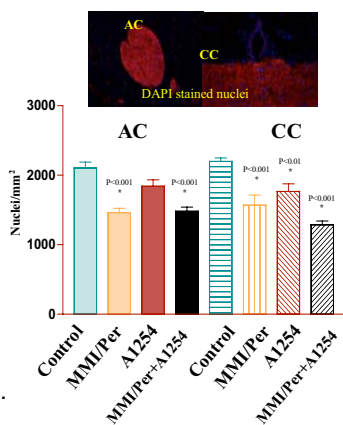 AC
CC
DAPI stained nuclei
3000
2000
1000
0
Nuclei/mm²
AC
CC
P<0.001
*
P<0.001
*
P<0.001
*
P<0.01
*
P<0.001
*
Control
MMI/Per
A1254
MMI/Per+A1254
Control
MMI/Per
A1254
MMI/Per+A1254
.